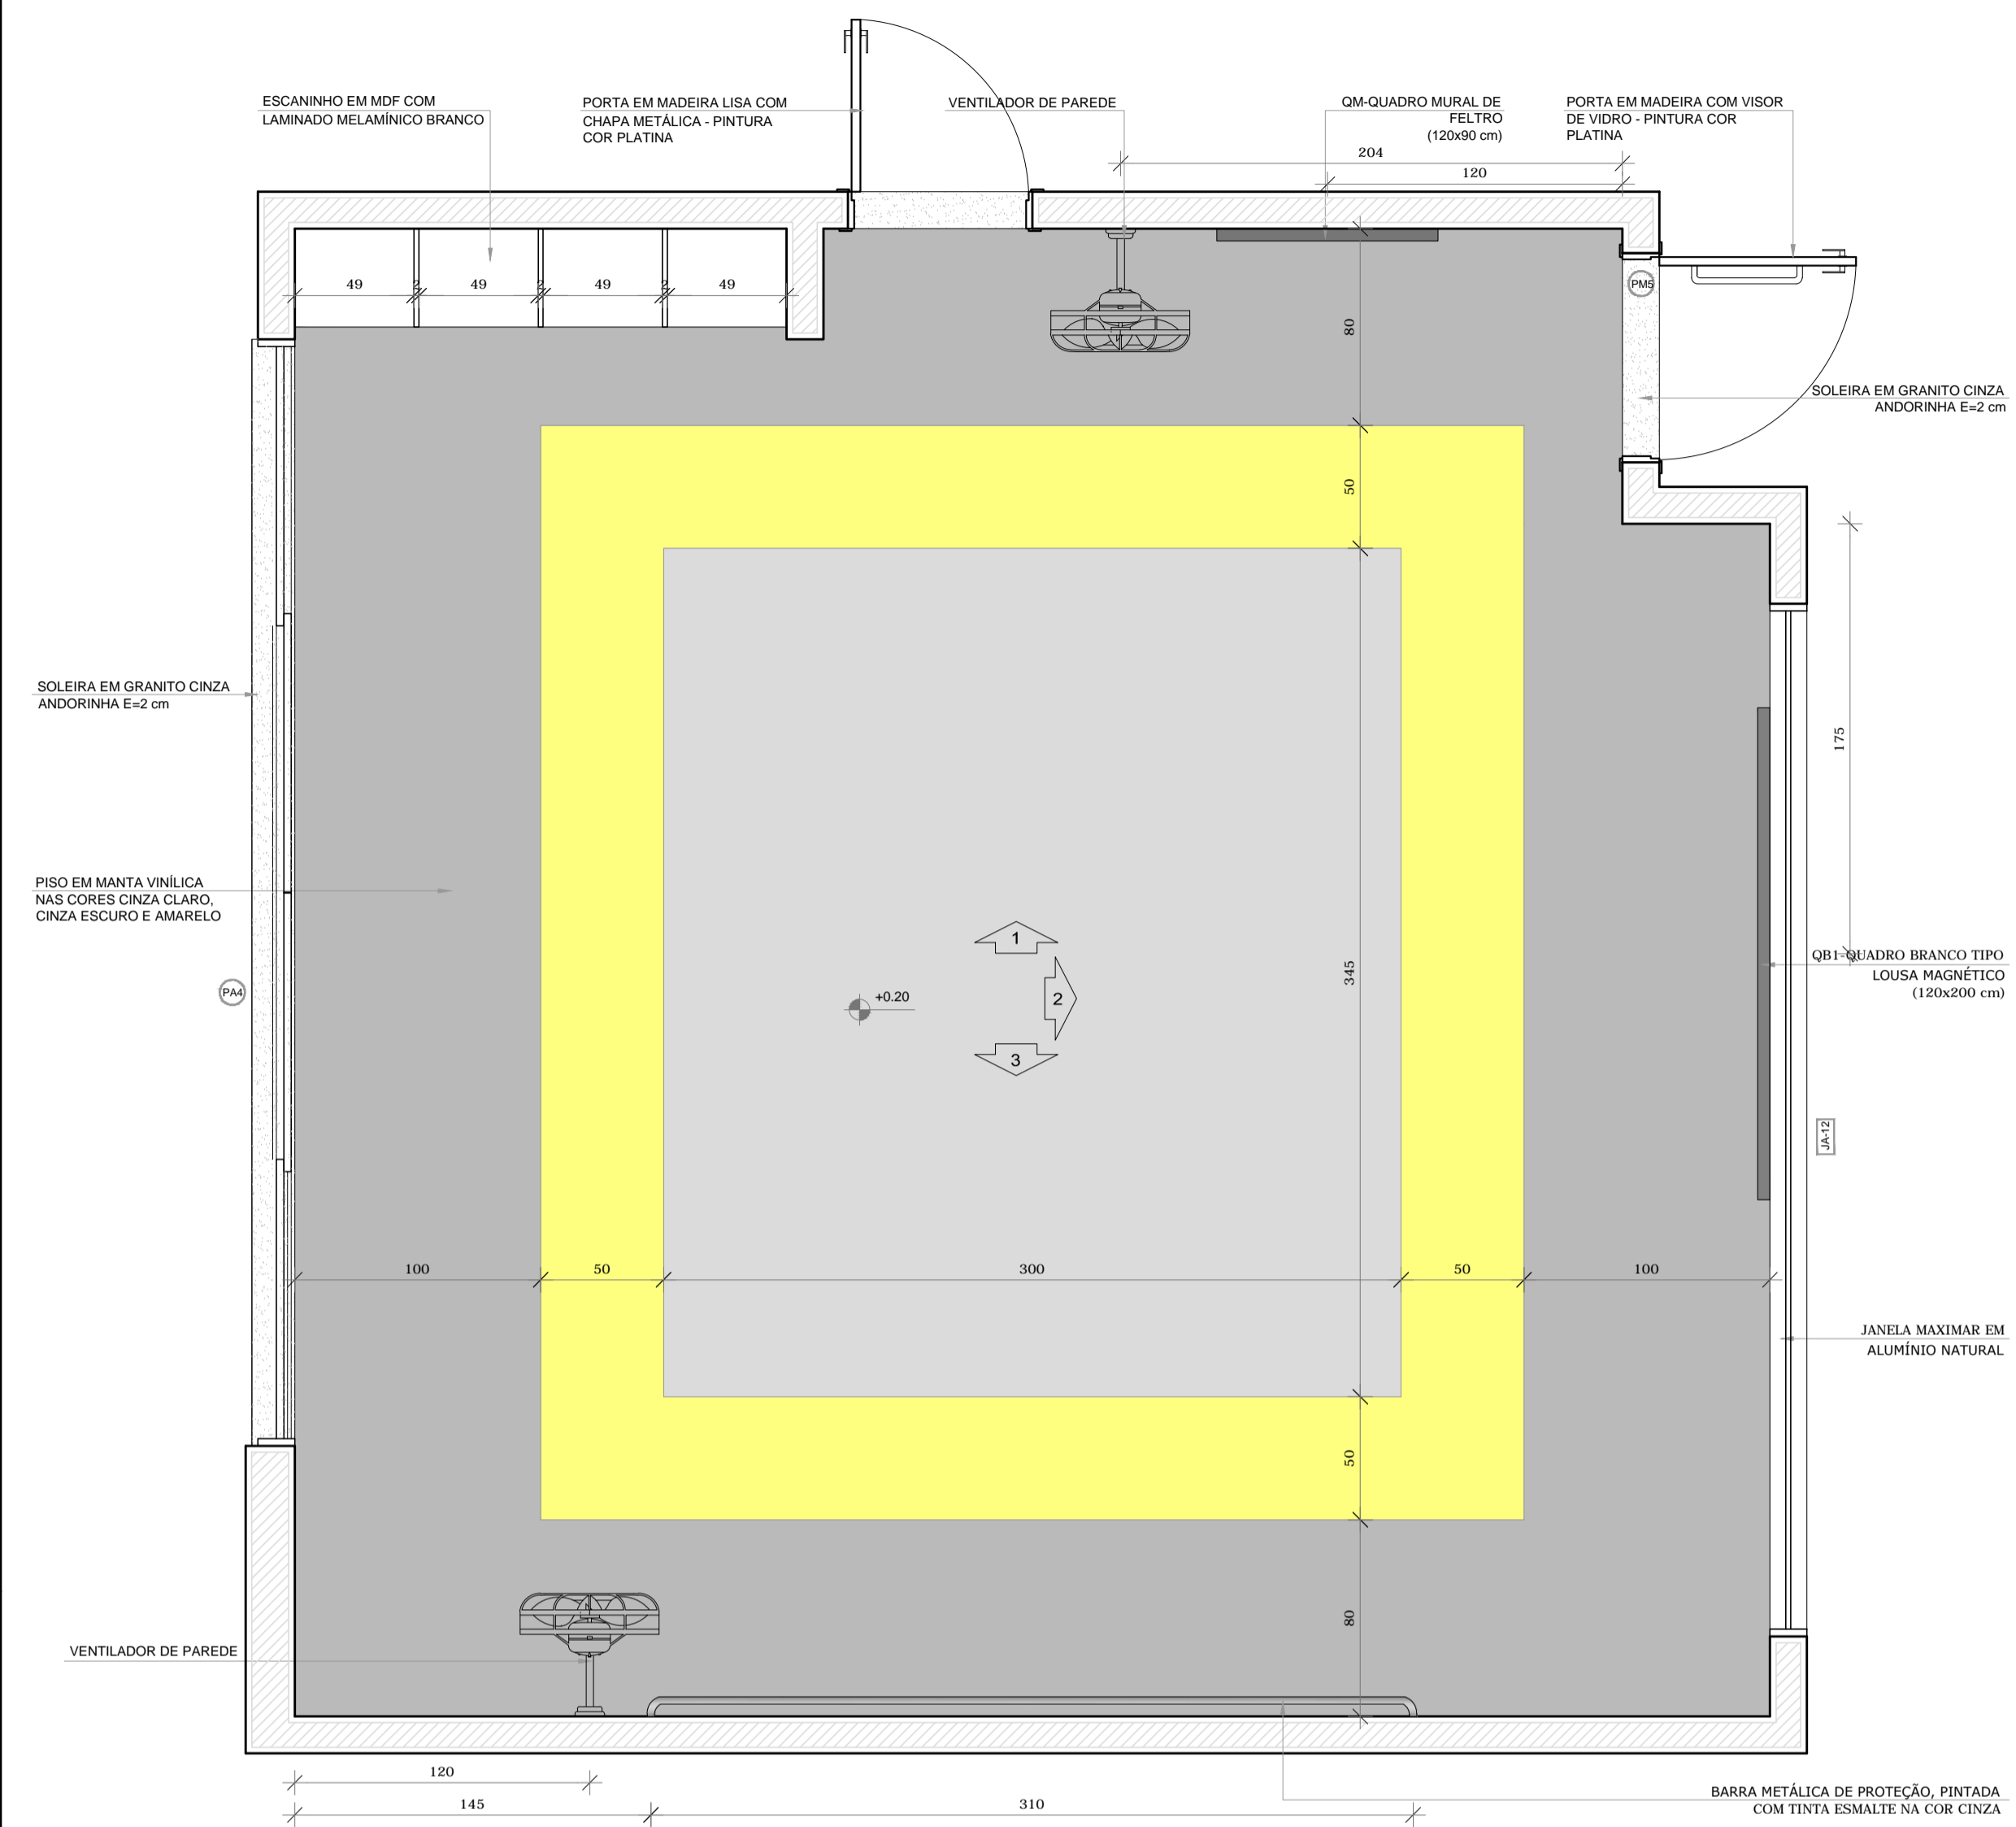 ESCANINHO EM MDF COM
LAMINADO MELAMÍNICO BRANCO
PORTA EM MADEIRA LISA COM
CHAPA METÁLICA - PINTURA
COR PLATINA
VENTILADOR DE PAREDE
QM-QUADRO MURAL DE
FELTRO
(120x90 cm)
PORTA EM MADEIRA COM VISOR
DE VIDRO - PINTURA COR
PLATINA
204
120
49
2
49
2
49
2
49
PM5
80
SOLEIRA EM GRANITO CINZA
ANDORINHA E=2 cm
50
SOLEIRA EM GRANITO CINZA
ANDORINHA E=2 cm
175
PISO EM MANTA VINÍLICA
NAS CORES CINZA CLARO,
CINZA ESCURO E AMARELO
1
2
3
+0.20
345
PA4
QB1-QUADRO BRANCO TIPO
LOUSA MAGNÉTICO
(120x200 cm)
JA-12
100
50
300
50
100
JANELA MAXIMAR EM
ALUMÍNIO NATURAL
50
80
VENTILADOR DE PAREDE
120
145
310
BARRA METÁLICA DE PROTEÇÃO, PINTADA
COM TINTA ESMALTE NA COR CINZA